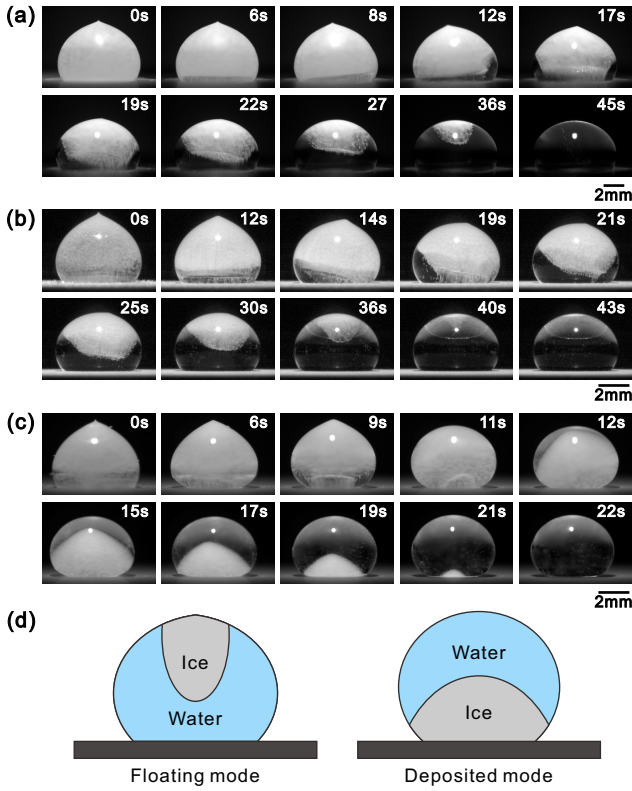 (a)
0s 6s 8s 12s 17s
19s 22s 27 36s 45s
2mm
(b)
0s 12s 14s 19s 21s
25s 30s 36s 40s 43s
2mm
(c)
0s 6s 9s 11s 12s
15s 17s 19s 21s 22s
2mm
(d)
Ice Water
Water Ice
Floating mode Deposited mode